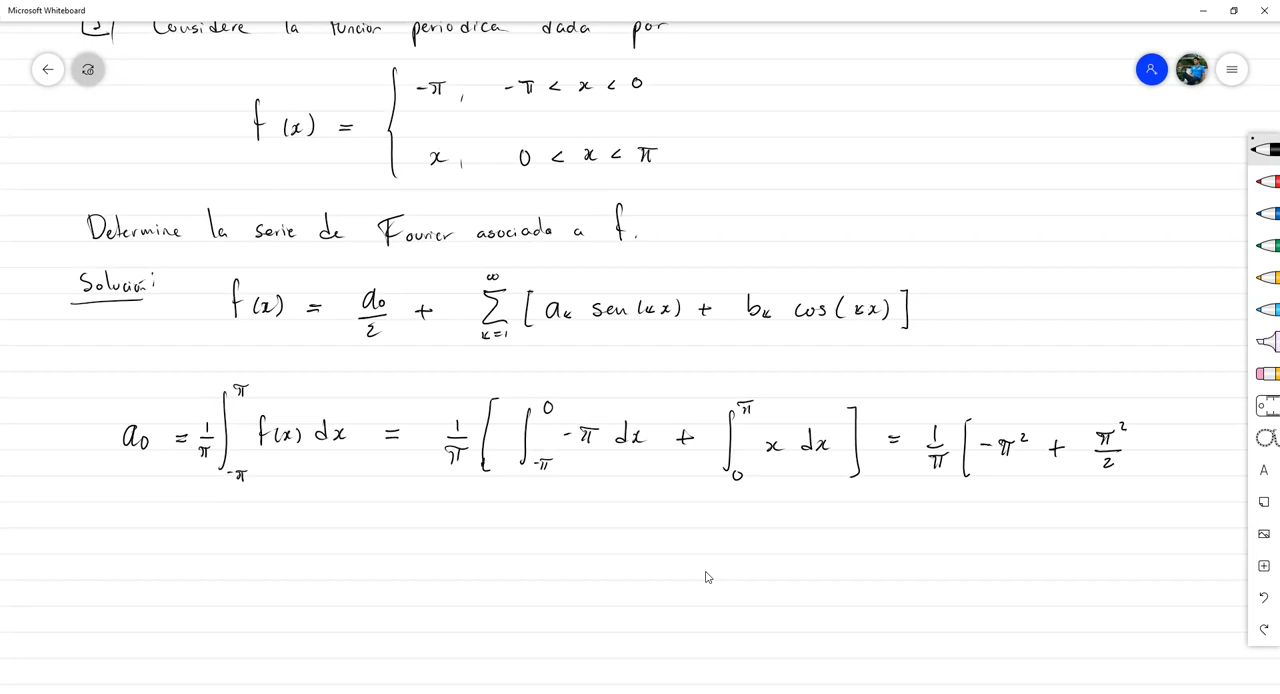 Microsoft Whiteboard
Considere la función periodica dada por
f(x) = { -π, -π < x < 0
x, 0 < x < π
Determine la serie de Fourier asociada a f.
Solución: f(x) = a₀/2 + ∑_{k=1}^{∞} [ aₖ sen(kx) + bₖ cos(kx) ]
a₀ = 1/π ∫_{-π}^{π} f(x) dx = 1/π [ ∫_{-π}^{0} -π dx + ∫_{0}^{π} x dx ] = 1/π [ -π² + π²/2
A